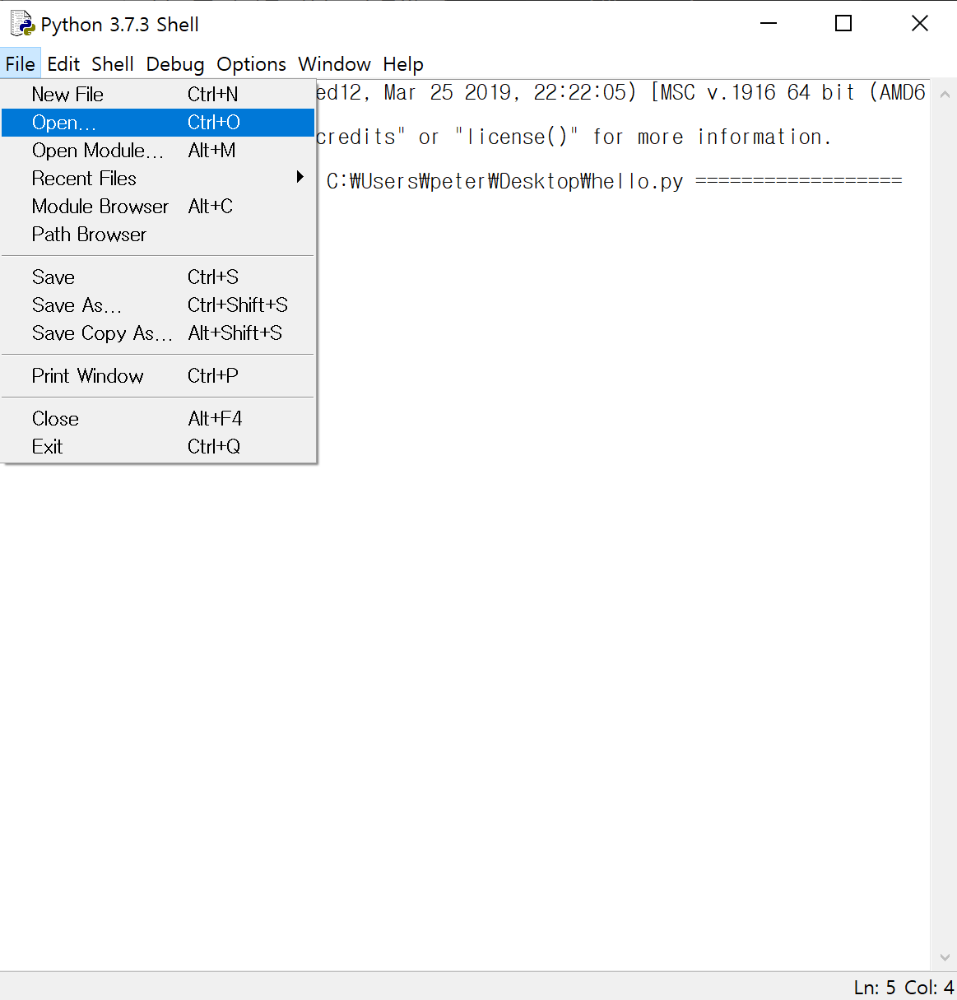 Python 3.7.3 Shell
File Edit Shell Debug Options Window Help
New File Ctrl+N
Open... Ctrl+O
Open Module... Alt+M
Recent Files
Module Browser Alt+C
Path Browser
Save Ctrl+S
Save As... Ctrl+Shift+S
Save Copy As... Alt+Shift+S
Print Window Ctrl+P
Close Alt+F4
Exit Ctrl+Q
ed12, Mar 25 2019, 22:22:05) [MSC v.1916 64 bit (AMD6
credits" or "license()" for more information.
C:₩Users₩peter₩Desktop₩hello.py ==================
Ln: 5 Col: 4